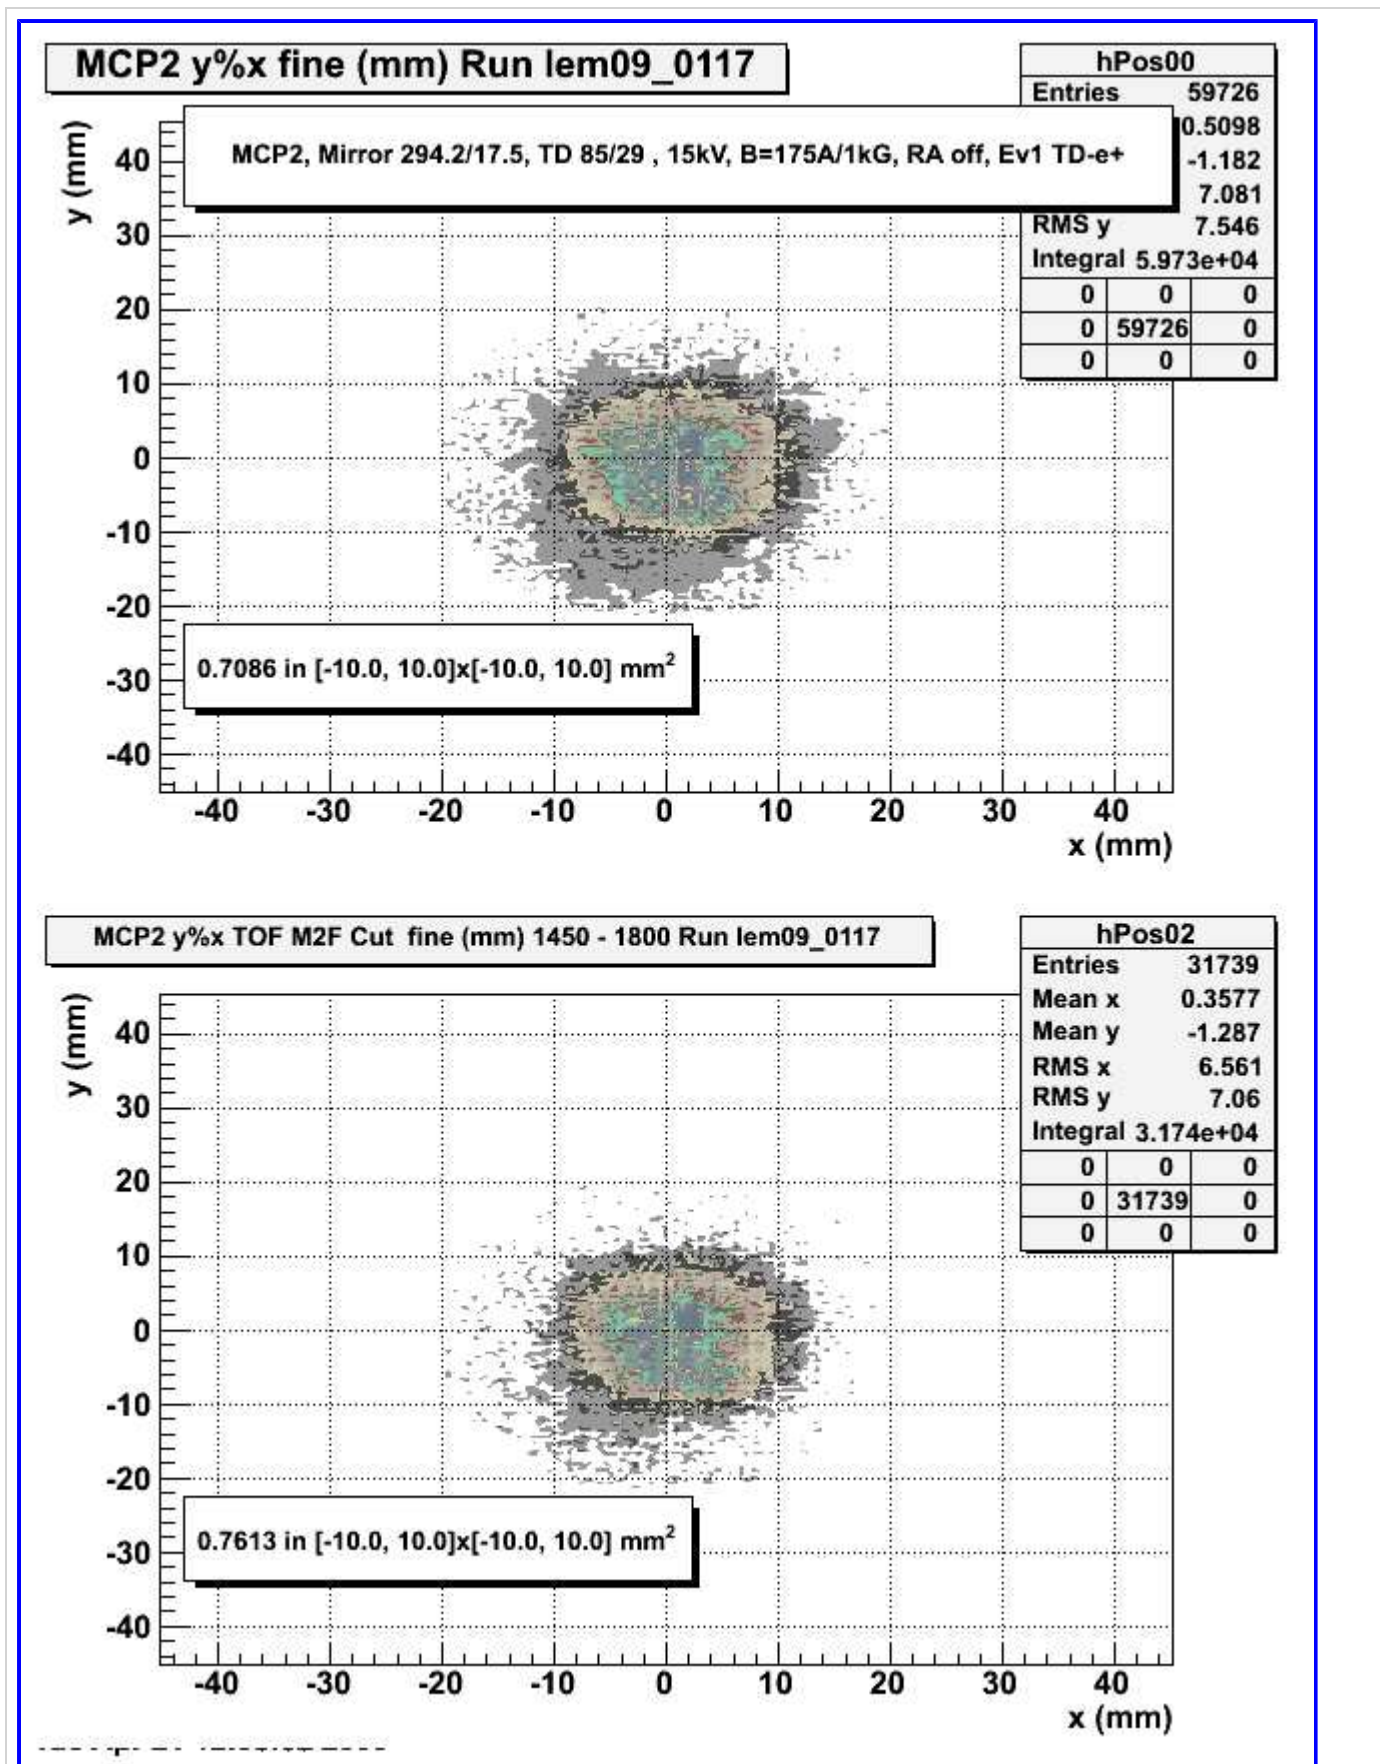 MCP2 y%x fine (mm) Run lem09_0117
hPos00
Entries 59726
0.5098
-1.182
7.081
RMS y 7.546
Integral 5.973e+04
0 0 0
0 59726 0
0 0 0
MCP2, Mirror 294.2/17.5, TD 85/29 , 15kV, B=175A/1kG, RA off, Ev1 TD-e+
y (mm)
40
30
20
10
0
-10
-20
-30
-40
0.7086 in [-10.0, 10.0]x[-10.0, 10.0] mm²
-40 -30 -20 -10 0 10 20 30 40
x (mm)
MCP2 y%x TOF M2F Cut fine (mm) 1450 - 1800 Run lem09_0117
hPos02
Entries 31739
Mean x 0.3577
Mean y -1.287
RMS x 6.561
RMS y 7.06
Integral 3.174e+04
0 0 0
0 31739 0
0 0 0
y (mm)
40
30
20
10
0
-10
-20
-30
-40
0.7613 in [-10.0, 10.0]x[-10.0, 10.0] mm²
-40 -30 -20 -10 0 10 20 30 40
x (mm)